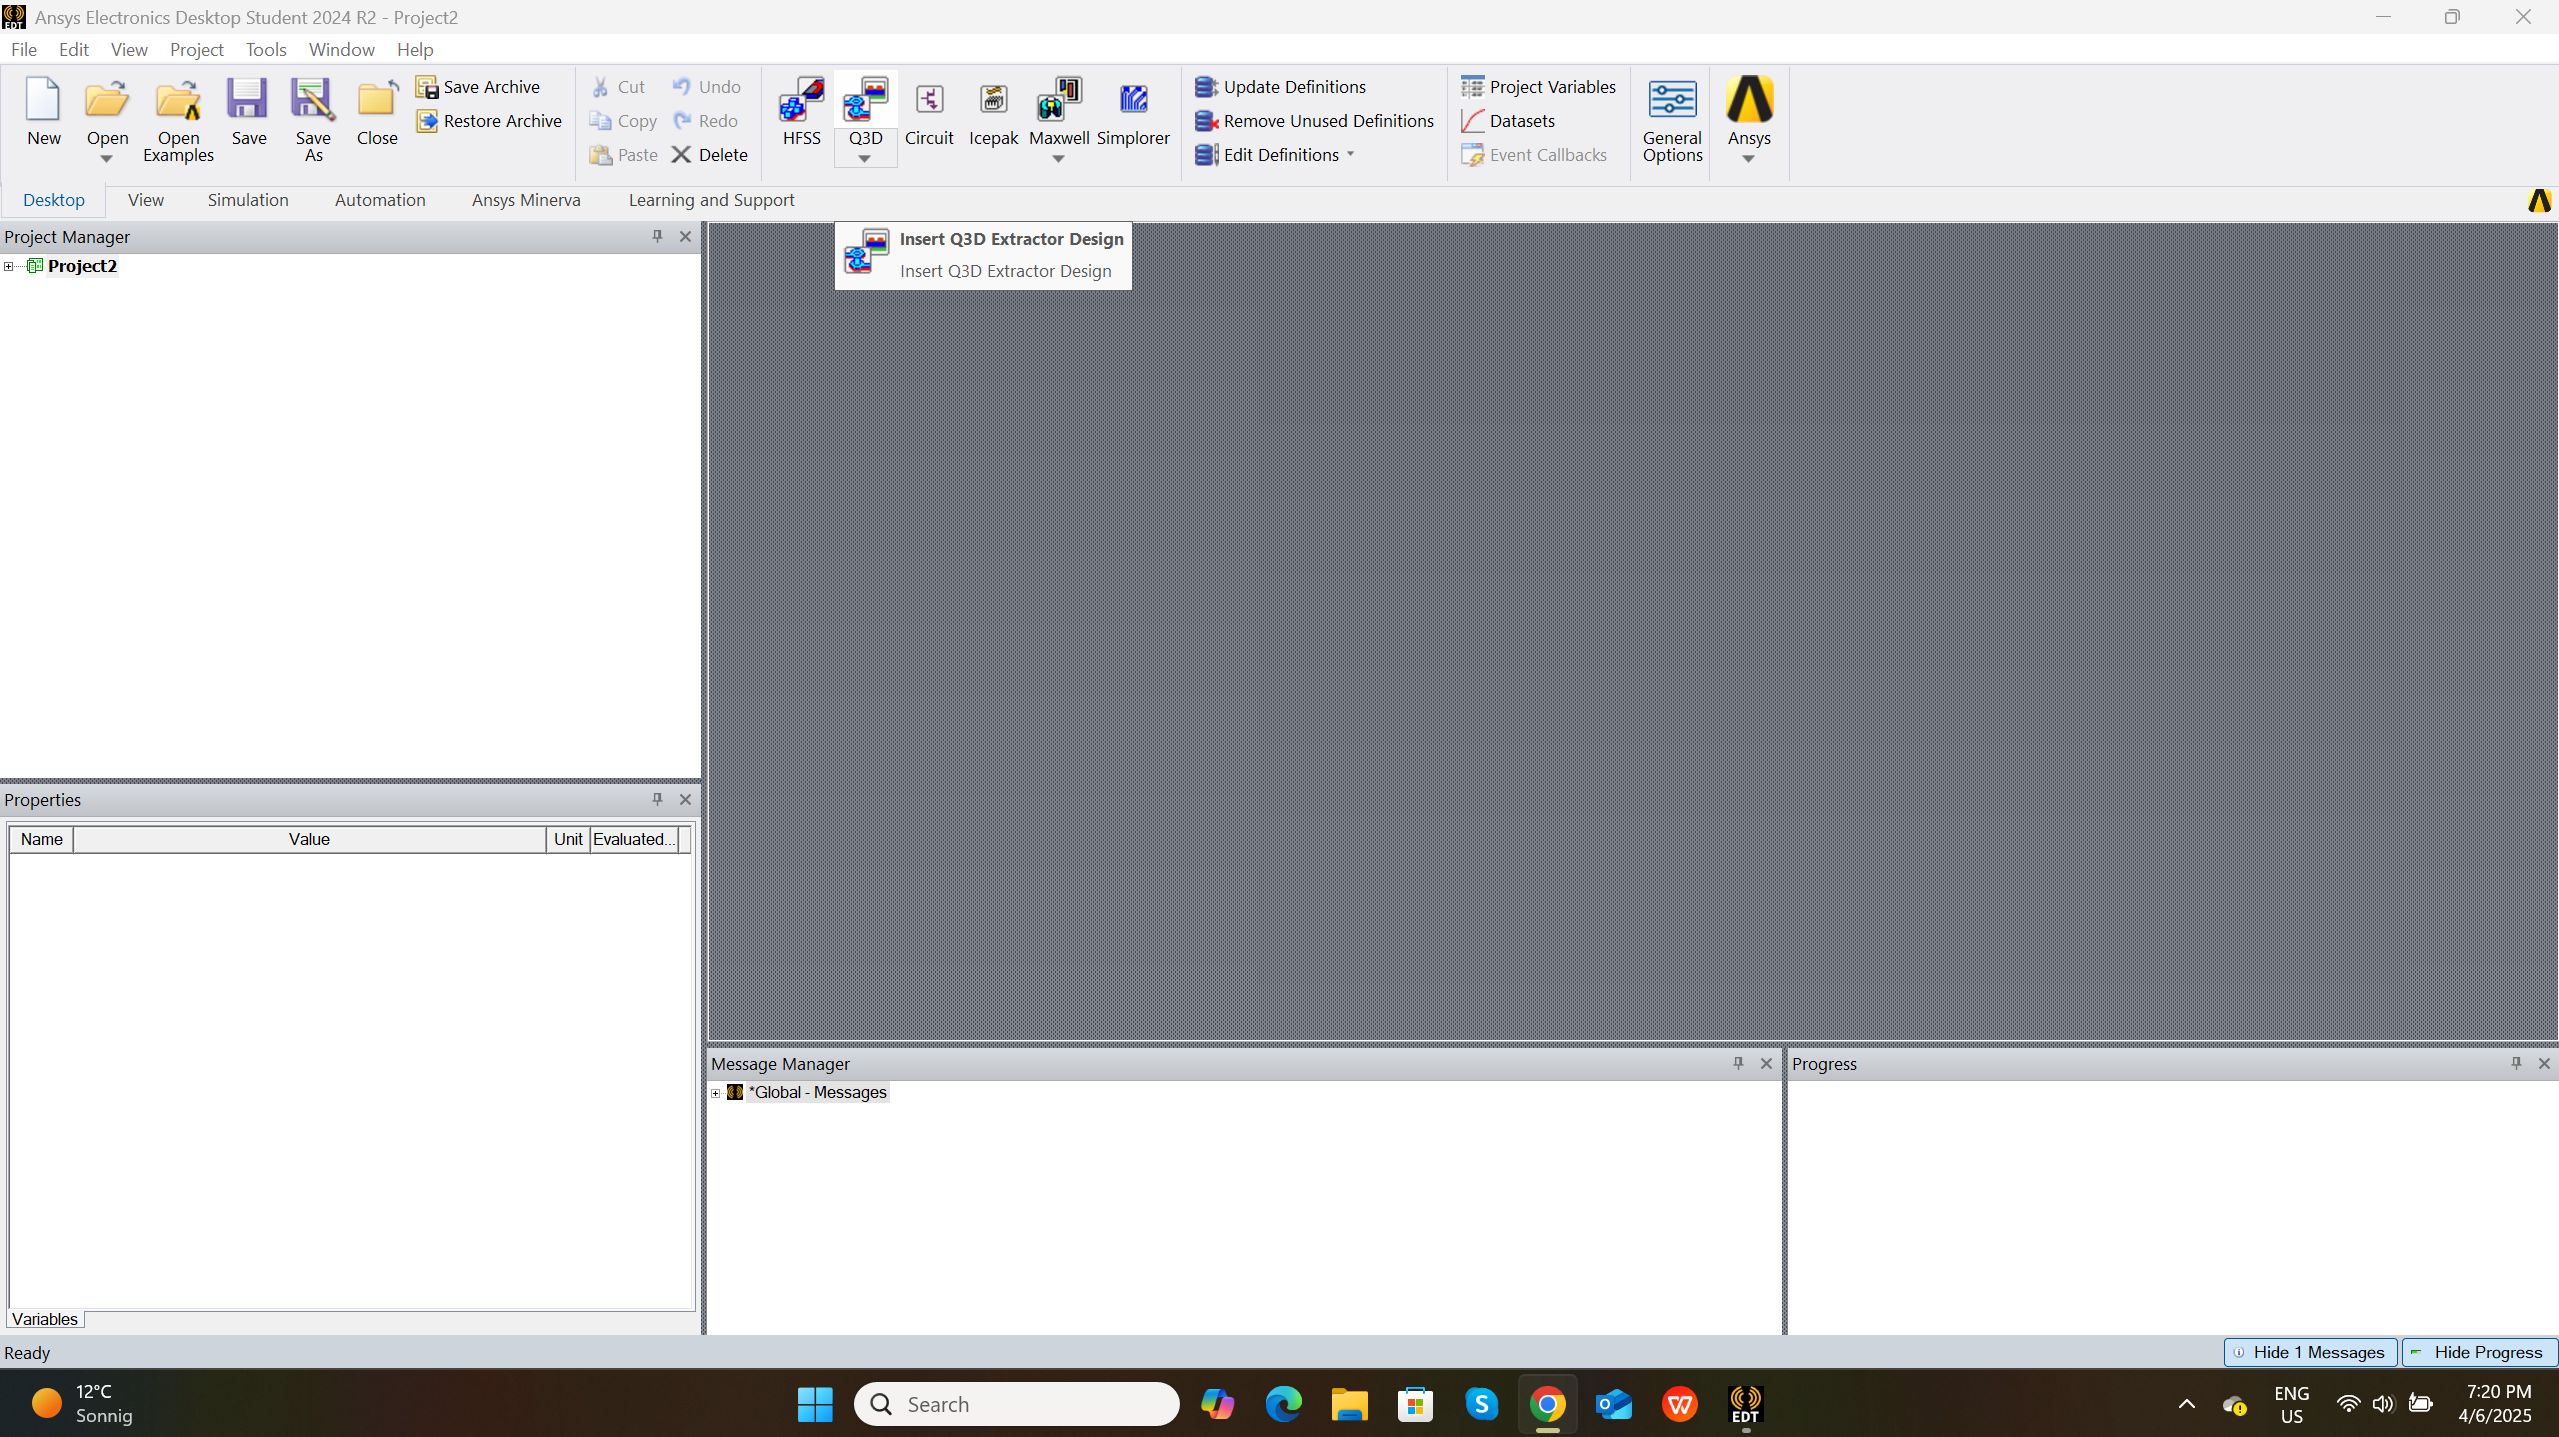 Ansys Electronics Desktop Student 2024 R2 - Project2
File Edit View Project Tools Window Help
New
Open
Open Examples
Save
Save As
Close
Save Archive
Restore Archive
Cut
Copy
Paste
Undo
Redo
Delete
HFSS
Q3D
Circuit
Icepak
Maxwell
Simplorer
Update Definitions
Remove Unused Definitions
Edit Definitions
Project Variables
Datasets
Event Callbacks
General Options
Ansys
Desktop View Simulation Automation Ansys Minerva Learning and Support
Project Manager
Project2
Insert Q3D Extractor Design
Insert Q3D Extractor Design
Properties
Name Value Unit Evaluated...
Variables
Message Manager
*Global - Messages
Progress
Ready
Hide 1 Messages
Hide Progress
12°C
Sonnig
Search
EDT
ENG
US
7:20 PM
4/6/2025